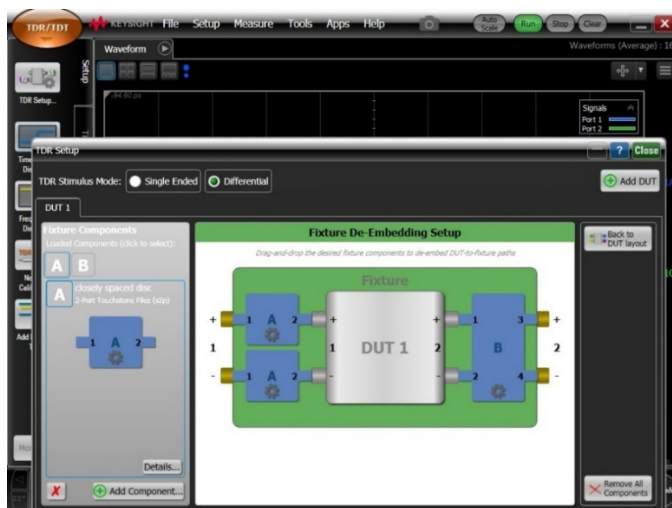 TDR/TDT
KEYSIGHT File Setup Measure Tools Apps Help
Auto Scale
Run
Stop
Clear
Waveform
Waveforms (Average) : 16
Setup
TDR Setup...
-94.60 ps
Signals
Port 1
Port 2
TDR Setup
? Close
TDR Stimulus Mode: Single Ended Differential
Add DUT
DUT 1
Fixture Components
Loaded Components (click to select):
A B
A closely spaced disc
2-Port Touchstone Files (s2p)
1 A 2
Details...
Add Component...
Fixture De-Embedding Setup
Drag-and-drop the desired fixture components to de-embed DUT-to-fixture paths
Fixture
+ 1 A 2 + + 1 3 +
1 1 DUT 1 2 B 2
- 1 A 2 - - 2 4 -
Back to
DUT layout
Remove All
Components